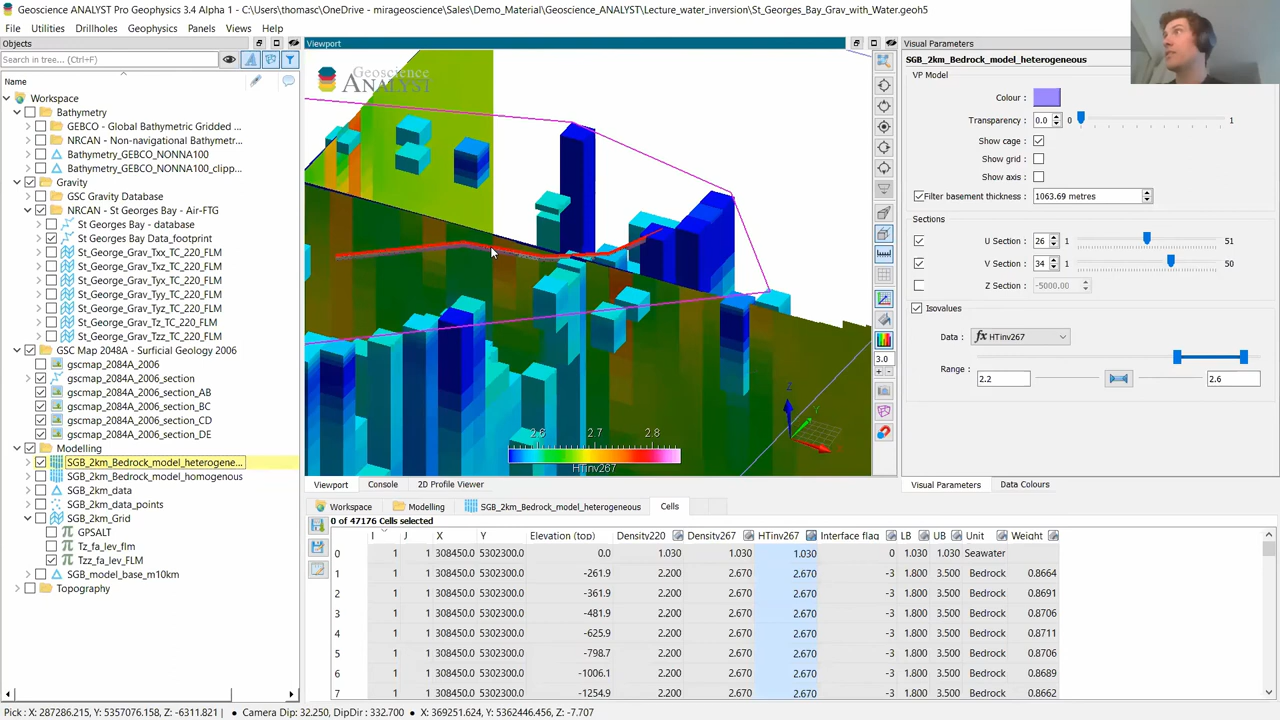 Geoscience ANALYST Pro Geophysics 3.4 Alpha 1 - C:\Users\thomasc\OneDrive - mirageoscience\Sales\Demo_Material\Geoscience_ANALYST\Lecture_water_inversion\St_Georges_Bay_Grav_with_Water.geoh5
File Utilities Drillholes Geophysics Panels Views Help
Objects
Search in tree... (Ctrl+F)
Name
Workspace
Bathymetry
GEBCO - Global Bathymetric Gridded ...
NRCAN - Non-navigational Bathymetr...
Bathymetry_GEBCO_NONNA100
Bathymetry_GEBCO_NONNA100_clipp...
Gravity
GSC Gravity Database
NRCAN - St Georges Bay - Air-FTG
St Georges Bay - database
St Georges Bay Data_footprint
St_George_Grav_Txx_TC_220_FLM
St_George_Grav_Txy_TC_220_FLM
St_George_Grav_Txz_TC_220_FLM
St_George_Grav_Tyy_TC_220_FLM
St_George_Grav_Tyz_TC_220_FLM
St_George_Grav_Tzz_TC_220_FLM
GSC Map 2048A - Surficial Geology 2006
gscmap_2084A_2006
gscmap_2084A_2006_section
gscmap_2084A_2006_section_AB
gscmap_2084A_2006_section_BC
gscmap_2084A_2006_section_CD
gscmap_2084A_2006_section_DE
Modelling
SGB_2km_Bedrock_model_heterogene...
SGB_2km_Bedrock_model_homogenous
SGB_2km_data
SGB_2km_data_points
SGB_2km_Grid
GPSALT
Tz_fa_lev_flm
Tzz_fa_lev_FLM
SGB_model_base_m10km
Topography
Viewport
Geoscience
ANALYST
2.6 2.7 2.8
HTinv267
Z
Y
X
3.0
Viewport Console 2D Profile Viewer
Visual Parameters
SGB_2km_Bedrock_model_heterogeneous
VP Model
Colour :
Transparency : 0.0 0 1
Show cage :
Show grid :
Show axis :
Filter basement thickness : 1063.69 metres
Sections
U Section : 26 1 51
V Section : 34 1 50
Z Section : -5000.00
Isovalues
Data : fx HTinv267
Range :
2.2 2.6
Visual Parameters Data Colours
Workspace Modelling SGB_2km_Bedrock_model_heterogeneous Cells
0 of 47176 Cells selected
I J X Y Elevation (top) Density220 Density267 HTinv267 Interface flag LB UB Unit Weight
0 1 1 308450.0 5302300.0 0.0 1.030 1.030 1.030 0 1.030 1.030 Seawater
1 1 1 308450.0 5302300.0 -261.9 2.200 2.670 2.670 -3 1.800 3.500 Bedrock 0.8664
2 1 1 308450.0 5302300.0 -361.9 2.200 2.670 2.670 -3 1.800 3.500 Bedrock 0.8691
3 1 1 308450.0 5302300.0 -481.9 2.200 2.670 2.670 -3 1.800 3.500 Bedrock 0.8706
4 1 1 308450.0 5302300.0 -625.9 2.200 2.670 2.670 -3 1.800 3.500 Bedrock 0.8711
5 1 1 308450.0 5302300.0 -798.7 2.200 2.670 2.670 -3 1.800 3.500 Bedrock 0.8706
6 1 1 308450.0 5302300.0 -1006.1 2.200 2.670 2.670 -3 1.800 3.500 Bedrock 0.8689
7 1 1 308450.0 5302300.0 -1254.9 2.200 2.670 2.670 -3 1.800 3.500 Bedrock 0.8662
Pick : X: 287286.215, Y: 5357076.158, Z: -6311.821 | Camera Dip: 32.250, DipDir : 332.700 | X: 369251.624, Y: 5362446.456, Z: -7.707